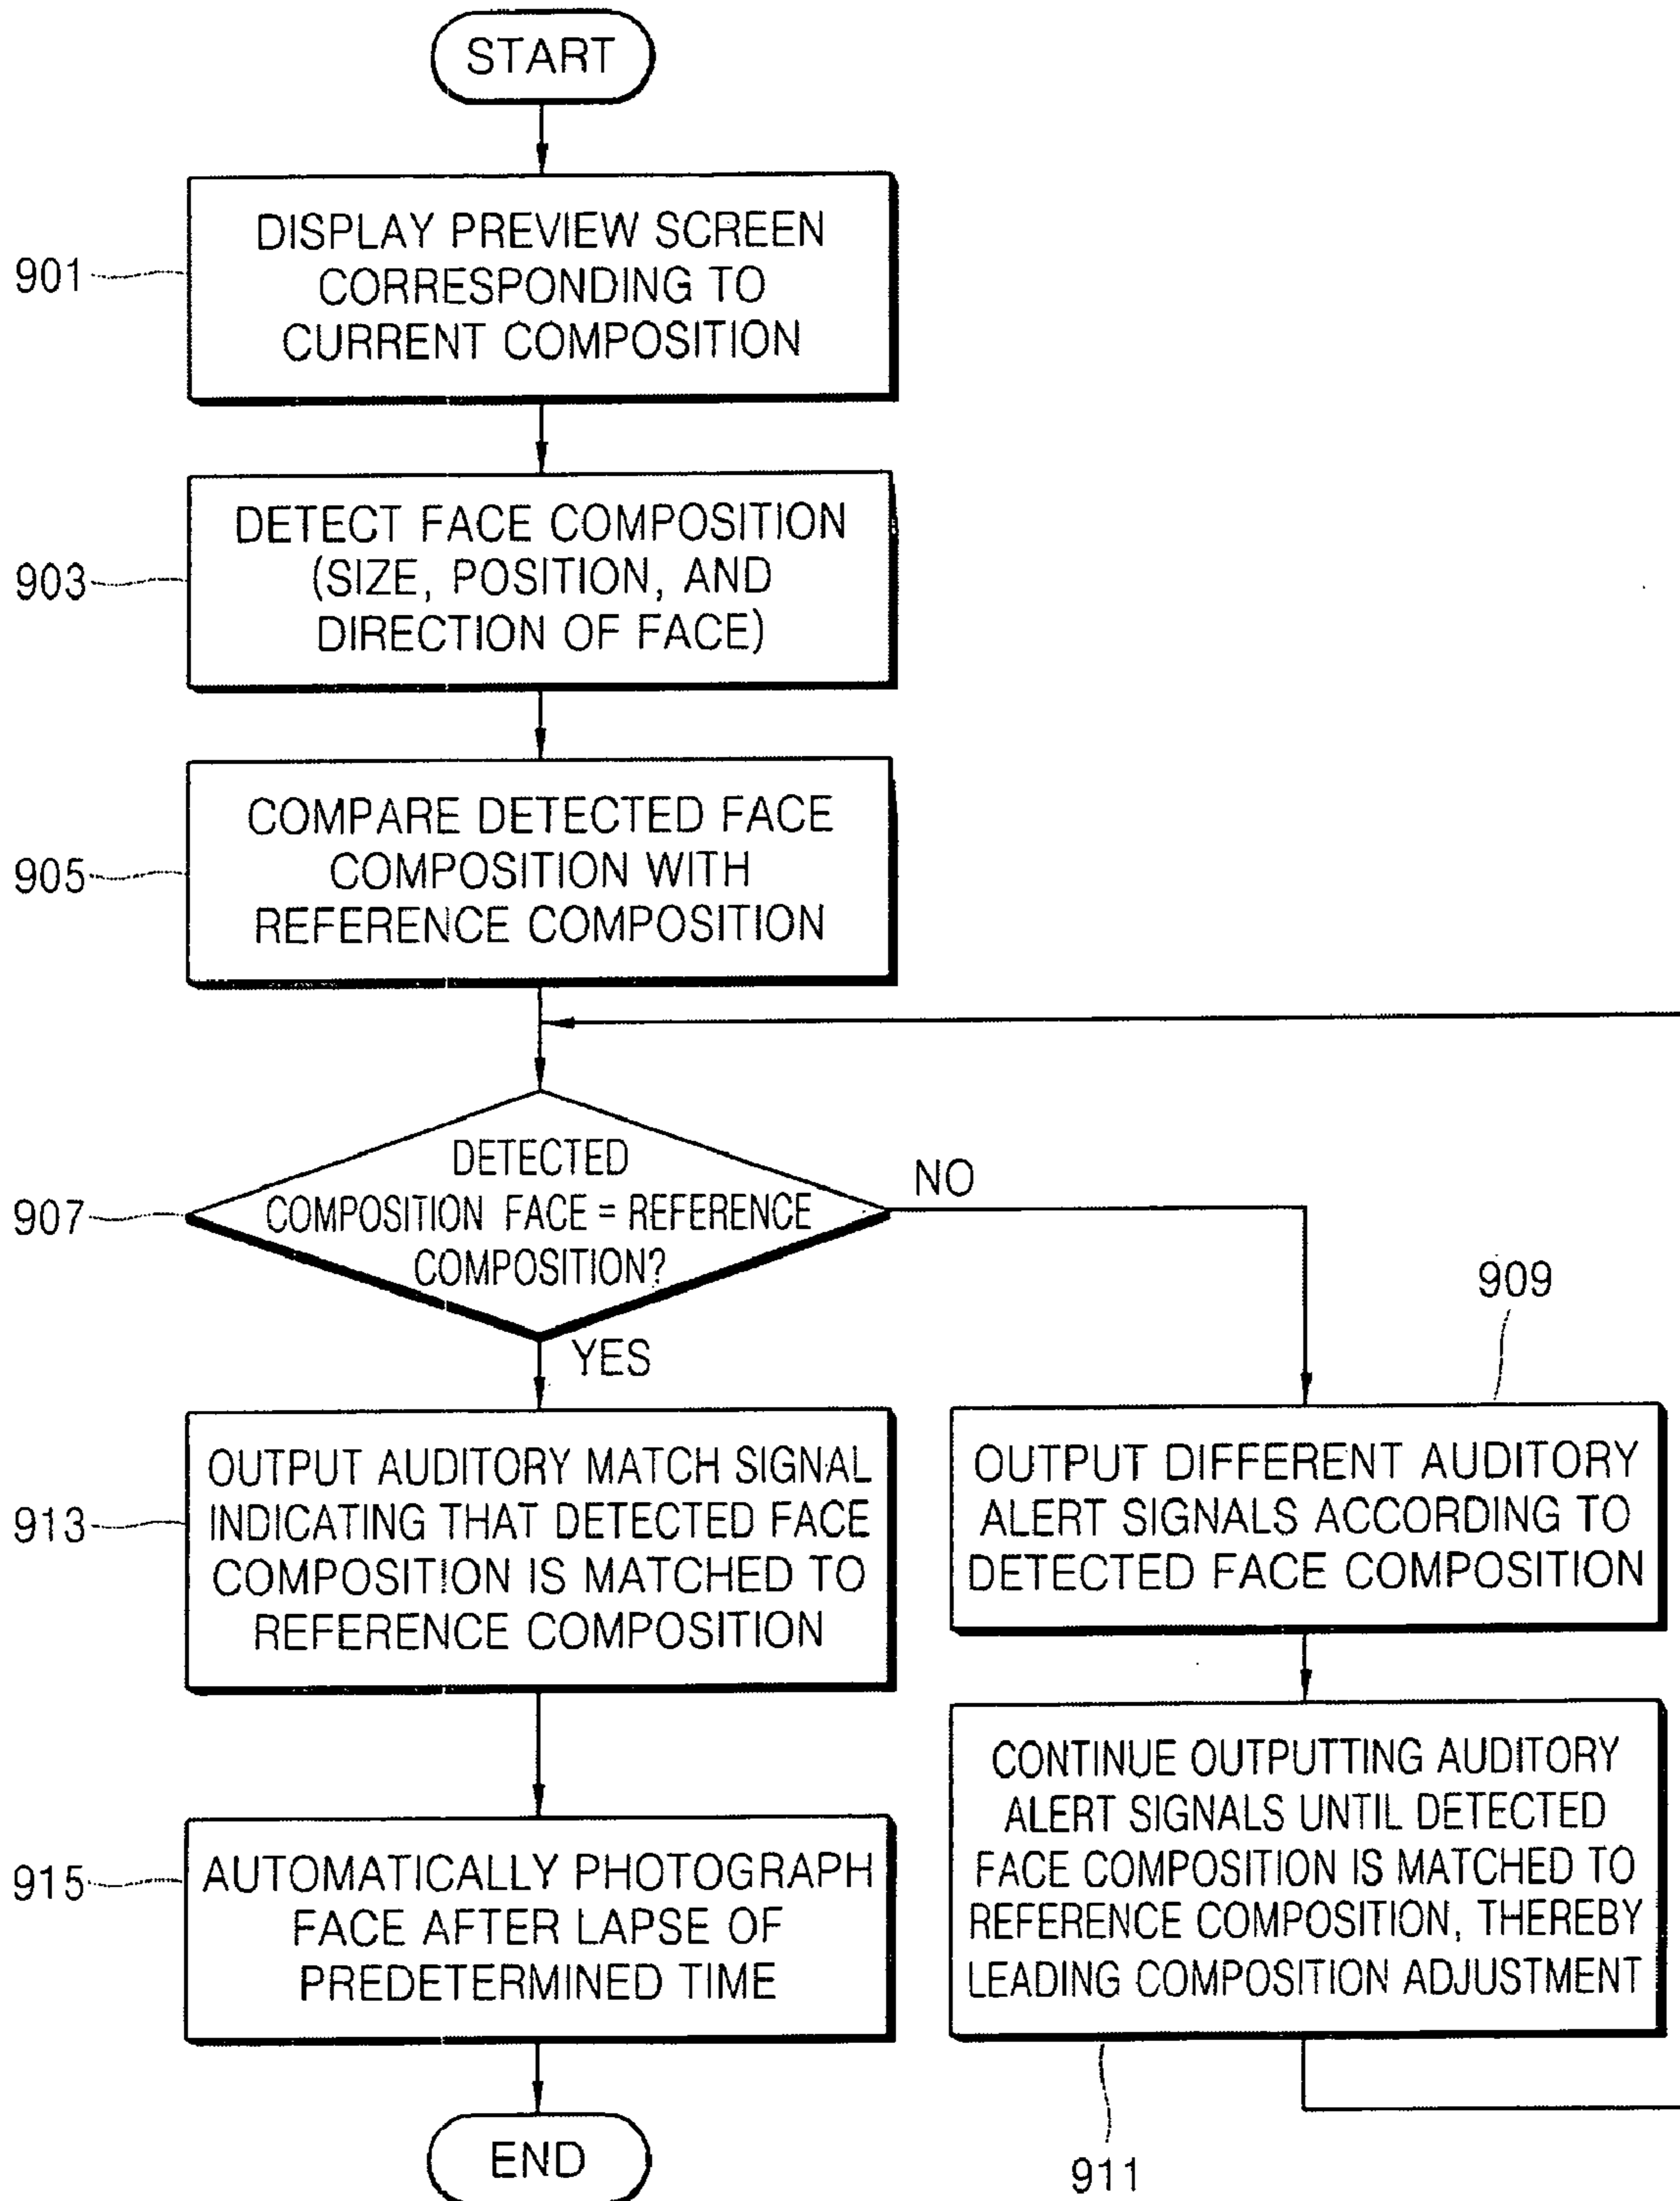 START
901
DISPLAY PREVIEW SCREEN
CORRESPONDING TO
CURRENT COMPOSITION
903
DETECT FACE COMPOSITION
(SIZE, POSITION, AND
DIRECTION OF FACE)
905
COMPARE DETECTED FACE
COMPOSITION WITH
REFERENCE COMPOSITION
907
DETECTED
COMPOSITION FACE = REFERENCE
COMPOSITION?
NO
YES
909
OUTPUT DIFFERENT AUDITORY
ALERT SIGNALS ACCORDING TO
DETECTED FACE COMPOSITION
913
OUTPUT AUDITORY MATCH SIGNAL
INDICATING THAT DETECTED FACE
COMPOSITION IS MATCHED TO
REFERENCE COMPOSITION
CONTINUE OUTPUTTING AUDITORY
ALERT SIGNALS UNTIL DETECTED
FACE COMPOSITION IS MATCHED TO
REFERENCE COMPOSITION, THEREBY
LEADING COMPOSITION ADJUSTMENT
911
915
AUTOMATICALLY PHOTOGRAPH
FACE AFTER LAPSE OF
PREDETERMINED TIME
END